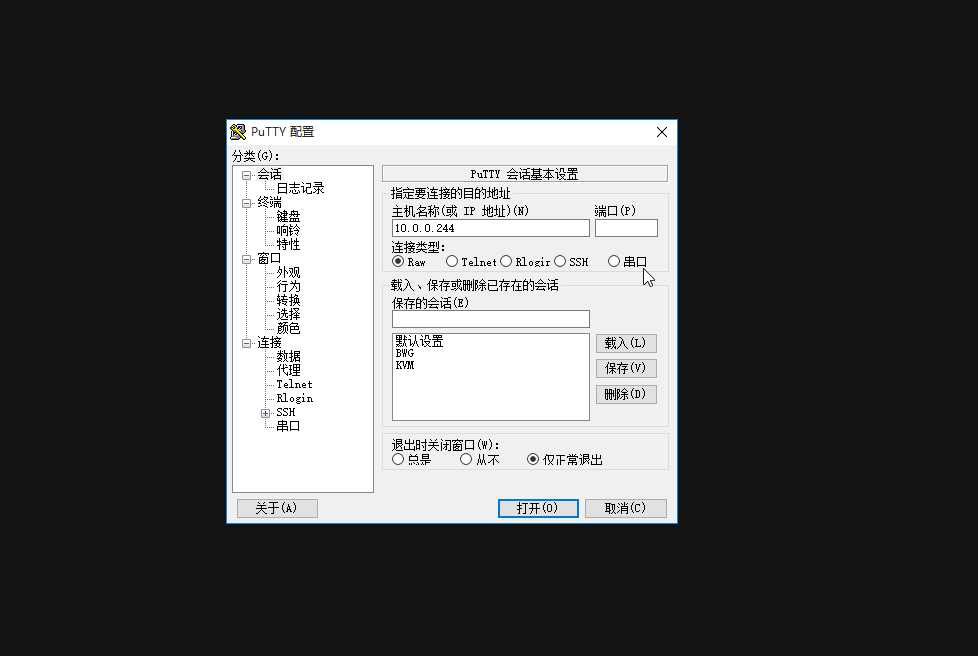 PuTTY 配置
分类(G):
会话
日志记录
终端
键盘
响铃
特性
窗口
外观
行为
转换
选择
颜色
连接
数据
代理
Telnet
Rlogin
SSH
串口
PuTTY 会话基本设置
指定要连接的目的地址
主机名称(或 IP 地址)(N) 端口(P)
10.0.0.244
连接类型:
Raw Telnet Rlogir SSH 串口
载入、保存或删除已存在的会话
保存的会话(E)
默认设置
BWG
KVM
载入(L)
保存(V)
删除(D)
退出时关闭窗口(W):
总是 从不 仅正常退出
关于(A) 打开(O) 取消(C)